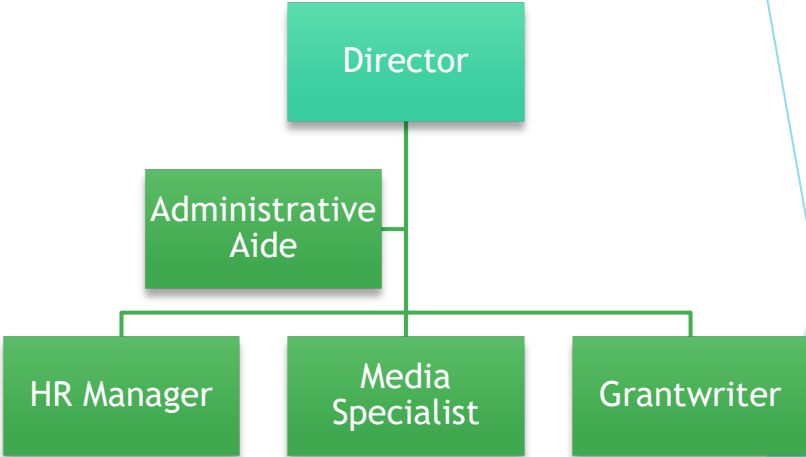 Director
Administrative
Aide
HR Manager
Media
Specialist
Grantwriter